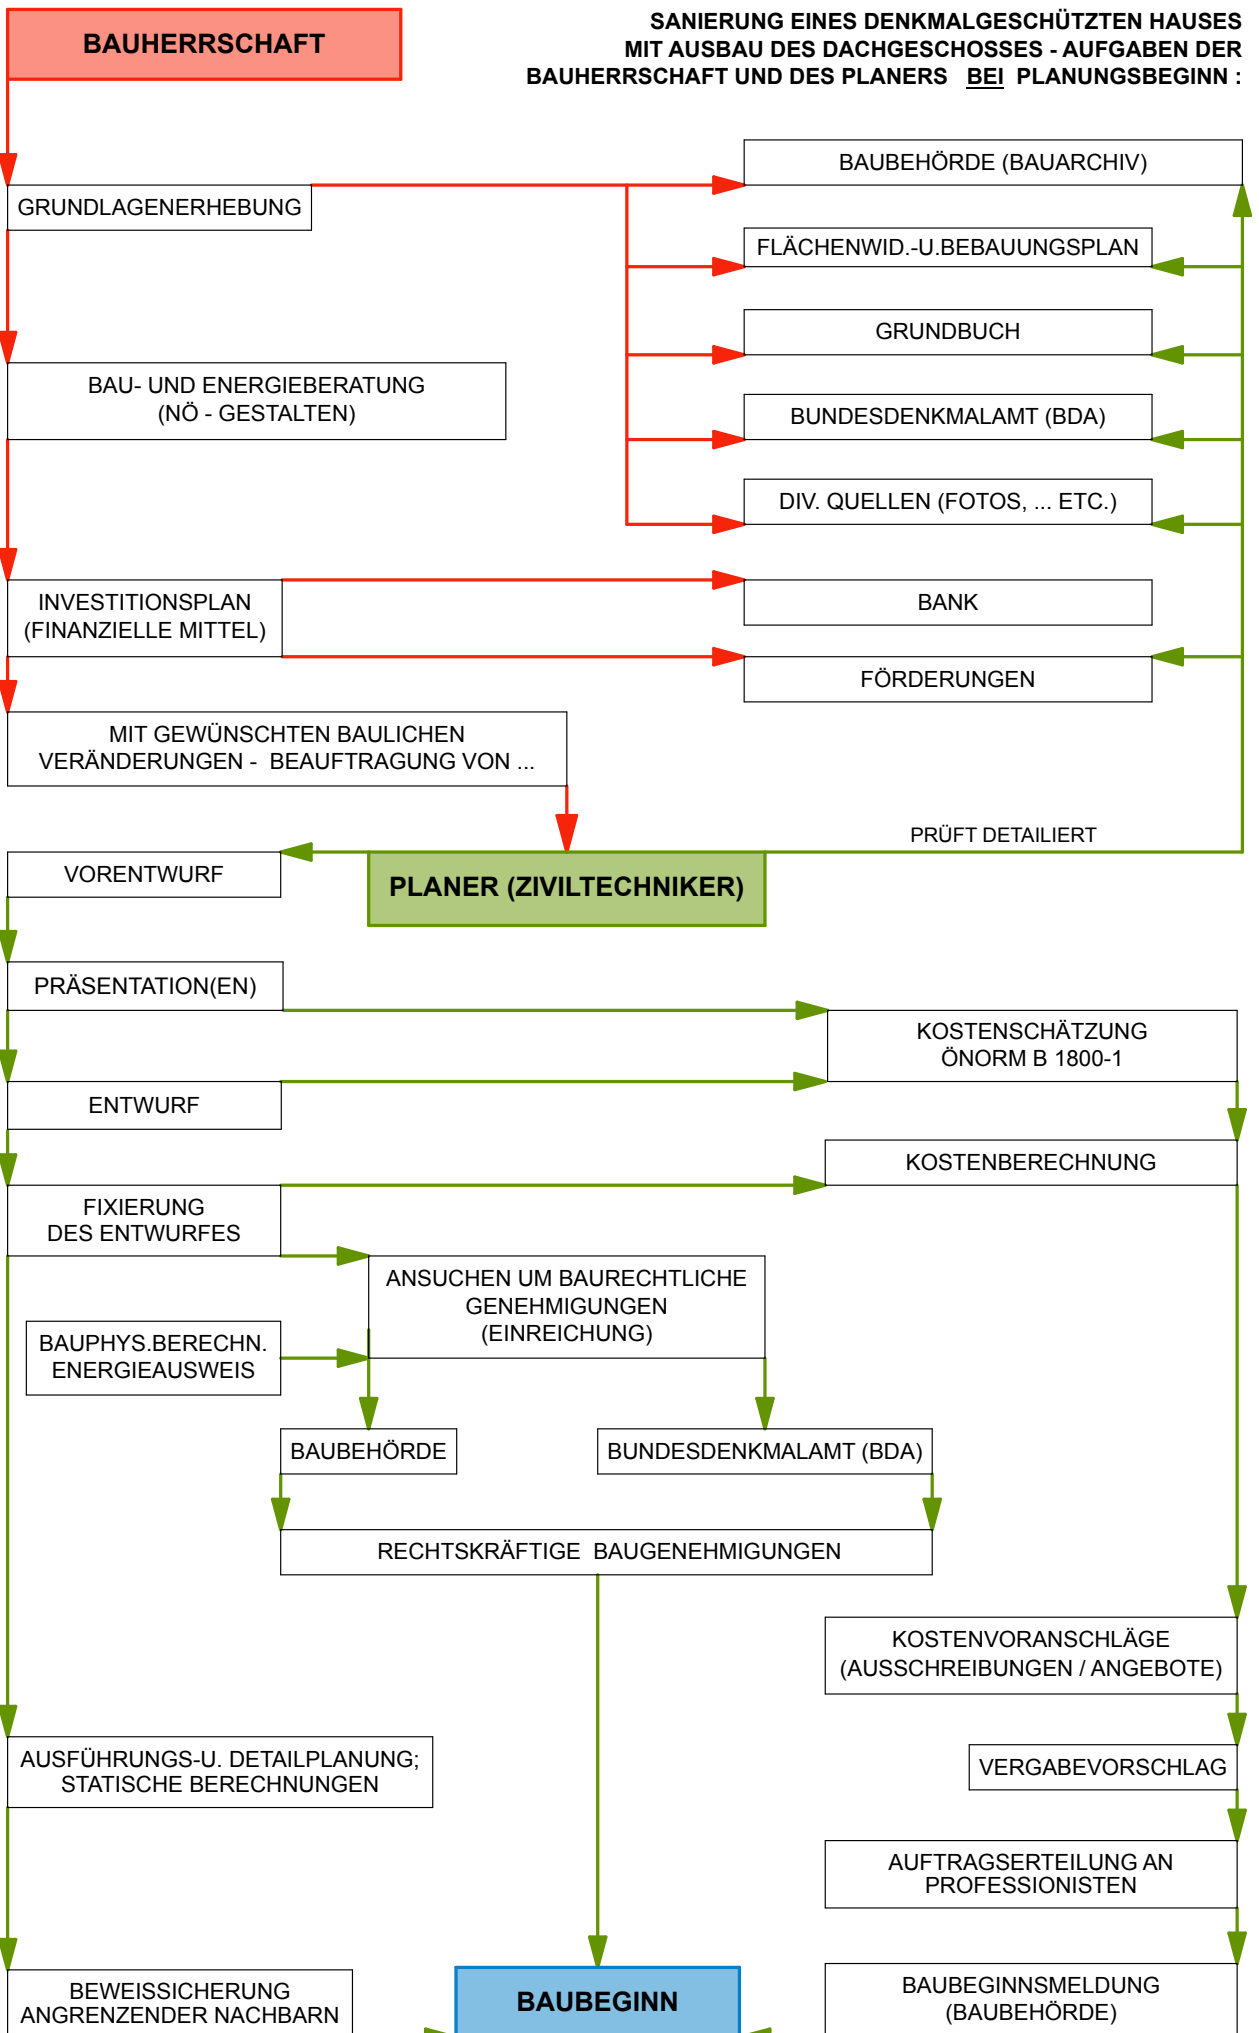 BAUHERRSCHAFT
SANIERUNG EINES DENKMALGESCHÜTZTEN HAUSES
MIT AUSBAU DES DACHGESCHOSSES - AUFGABEN DER
BAUHERRSCHAFT UND DES PLANERS BEI PLANUNGSBEGINN :
BAUBEHÖRDE (BAUARCHIV)
GRUNDLAGENERHEBUNG
FLÄCHENWID.-U.BEBAUUNGSPLAN
GRUNDBUCH
BAU- UND ENERGIEBERATUNG
(NÖ - GESTALTEN)
BUNDESDENKMALAMT (BDA)
DIV. QUELLEN (FOTOS, ... ETC.)
INVESTITIONSPLAN
(FINANZIELLE MITTEL)
BANK
FÖRDERUNGEN
MIT GEWÜNSCHTEN BAULICHEN
VERÄNDERUNGEN - BEAUFTRAGUNG VON ...
PRÜFT DETAILIERT
VORENTWURF
PLANER (ZIVILTECHNIKER)
PRÄSENTATION(EN)
KOSTENSCHÄTZUNG
ÖNORM B 1800-1
ENTWURF
KOSTENBERECHNUNG
FIXIERUNG
DES ENTWURFES
ANSUCHEN UM BAURECHTLICHE
GENEHMIGUNGEN
(EINREICHUNG)
BAUPHYS.BERECHN.
ENERGIEAUSWEIS
BAUBEHÖRDE
BUNDESDENKMALAMT (BDA)
RECHTSKRÄFTIGE BAUGENEHMIGUNGEN
KOSTENVORANSCHLÄGE
(AUSSCHREIBUNGEN / ANGEBOTE)
AUSFÜHRUNGS-U. DETAILPLANUNG;
STATISCHE BERECHNUNGEN
VERGABEVORSCHLAG
AUFTRAGSERTEILUNG AN
PROFESSIONISTEN
BEWEISSICHERUNG
ANGRENZENDER NACHBARN
BAUBEGINN
BAUBEGINNSMELDUNG
(BAUBEHÖRDE)